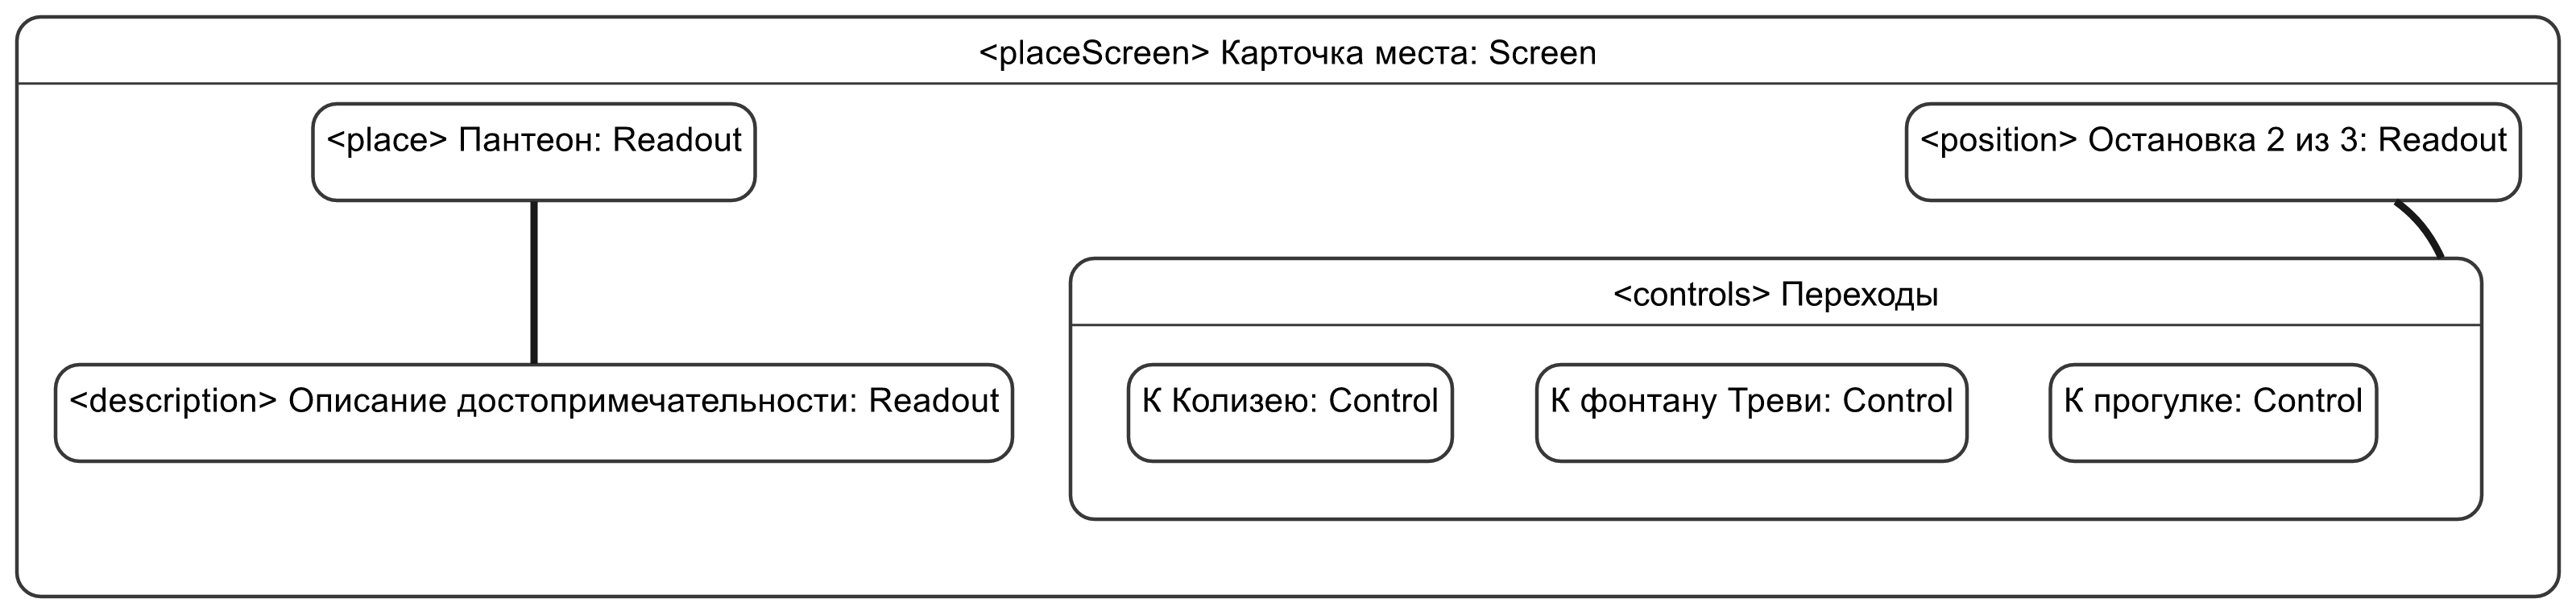 <placeScreen> Карточка места: Screen
<place> Пантеон: Readout
<position> Остановка 2 из 3: Readout
<controls> Переходы
<description> Описание достопримечательности: Readout
К Колизею: Control
К фонтану Треви: Control
К прогулке: Control